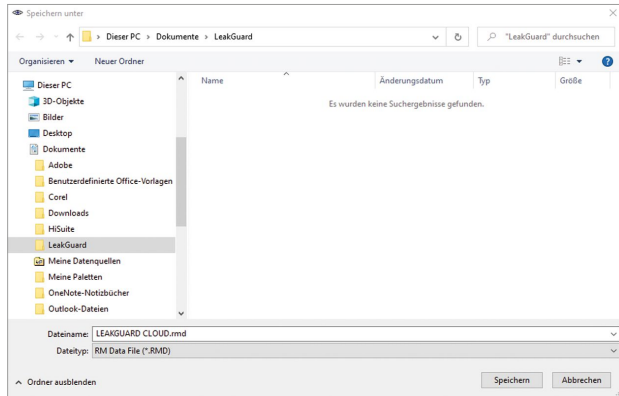 Speichern unter
Dieser PC > Dokumente > LeakGuard
"LeakGuard" durchsuchen
Organisieren
Neuer Ordner
Name
Änderungsdatum
Typ
Größe
Es wurden keine Suchergebnisse gefunden.
Dieser PC
3D-Objekte
Bilder
Desktop
Dokumente
Adobe
Benutzerdefinierte Office-Vorlagen
Corel
Downloads
HiSuite
LeakGuard
Meine Datenquellen
Meine Paletten
OneNote-Notizbücher
Outlook-Dateien
Dateiname: LEAKGUARD CLOUD.rmd
Dateityp: RM Data File (*.RMD)
Ordner ausblenden
Speichern
Abbrechen